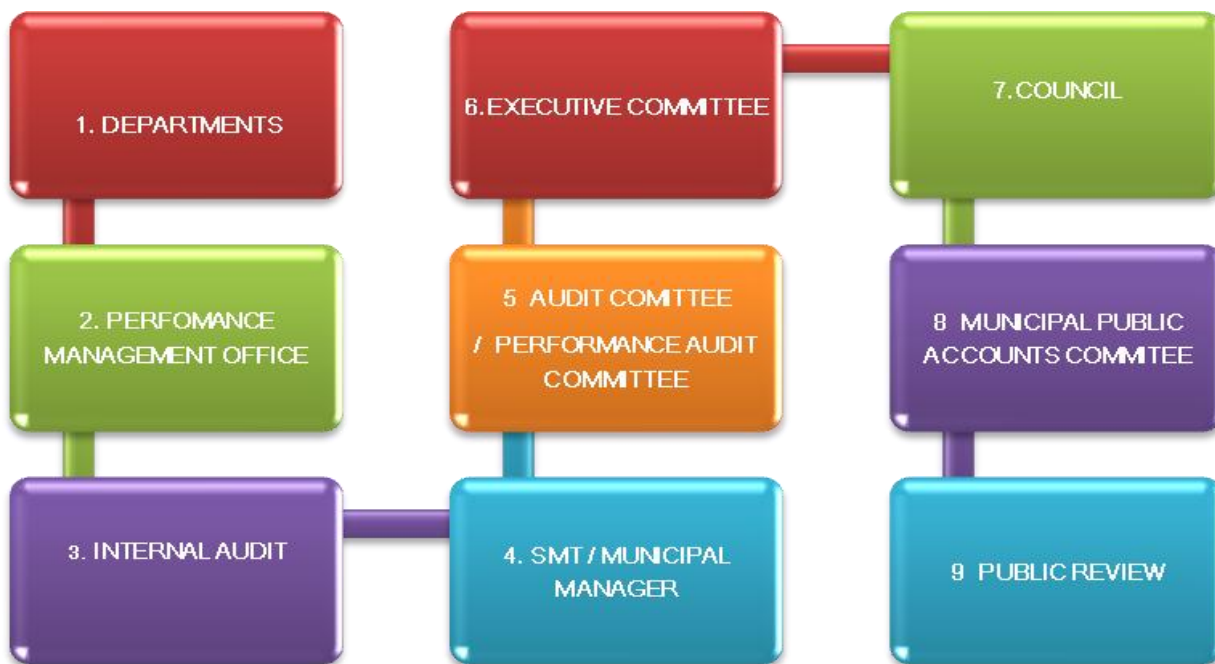 1. DEPARTMENTS
2. PERFOMANCE
MANAGEMENT OFFICE
3. INTERNAL AUDIT
4. SMT / MUNICIPAL
MANAGER
5 AUDIT COMITTEE
/ PERFORMANCE AUDIT
COMMITTEE
6.EXECUTIVE COMMITTEE
7.COUNCIL
8 MUNICIPAL PUBLIC
ACCOUNTS COMMITEE
9 PUBLIC REVIEW